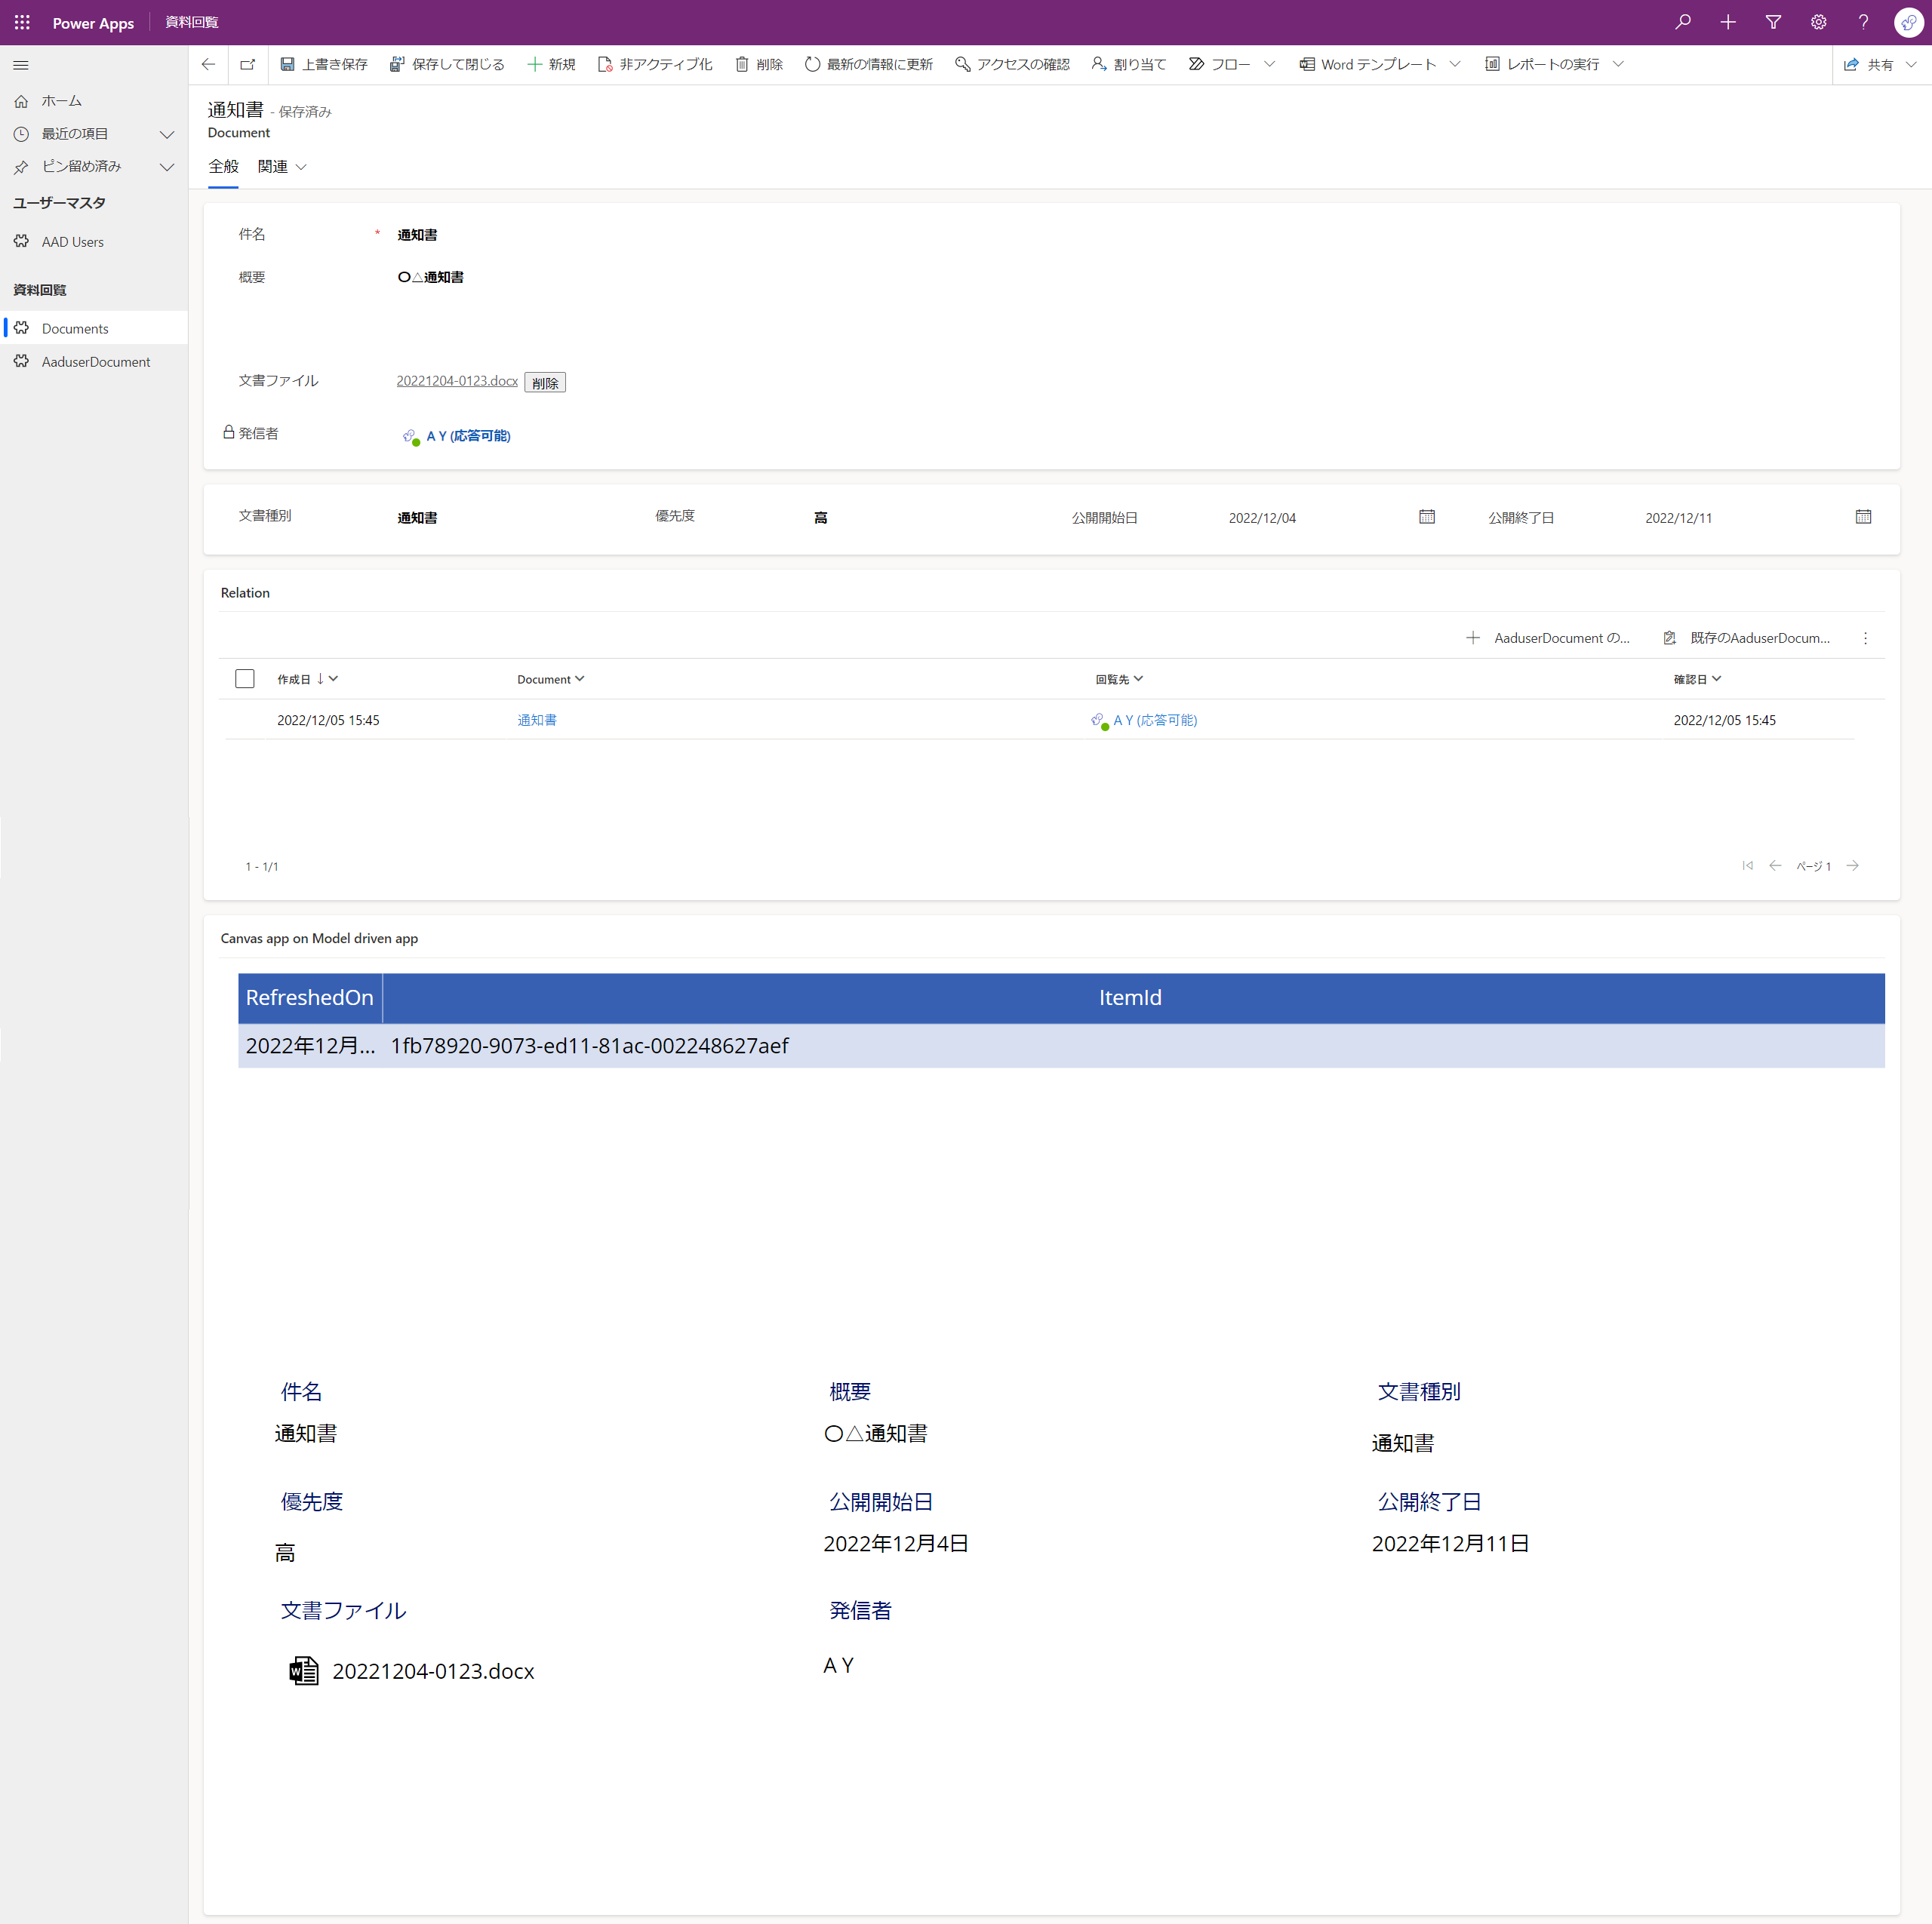 Power Apps 資料回覧
上書き保存 保存して閉じる 新規 非アクティブ化 削除 最新の情報に更新 アクセスの確認 割り当て フロー Word テンプレート レポートの実行 共有
ホーム
最近の項目
ピン留め済み
ユーザーマスタ
AAD Users
資料回覧
Documents
AaduserDocument
通知書 - 保存済み
Document
全般 関連
件名 * 通知書
概要 〇△通知書
文書ファイル 20221204-0123.docx 削除
発信者 A Y (応答可能)
文書種別 通知書 優先度 高 公開開始日 2022/12/04 公開終了日 2022/12/11
Relation
AaduserDocument の... 既存のAaduserDocum...
作成日 ↓ Document 回覧先 確認日
2022/12/05 15:45 通知書 A Y (応答可能) 2022/12/05 15:45
1 - 1/1 ページ 1
Canvas app on Model driven app
RefreshedOn ItemId
2022年12月... 1fb78920-9073-ed11-81ac-002248627aef
件名 概要 文書種別
通知書 〇△通知書 通知書
優先度 公開開始日 公開終了日
高 2022年12月4日 2022年12月11日
文書ファイル 発信者
20221204-0123.docx A Y